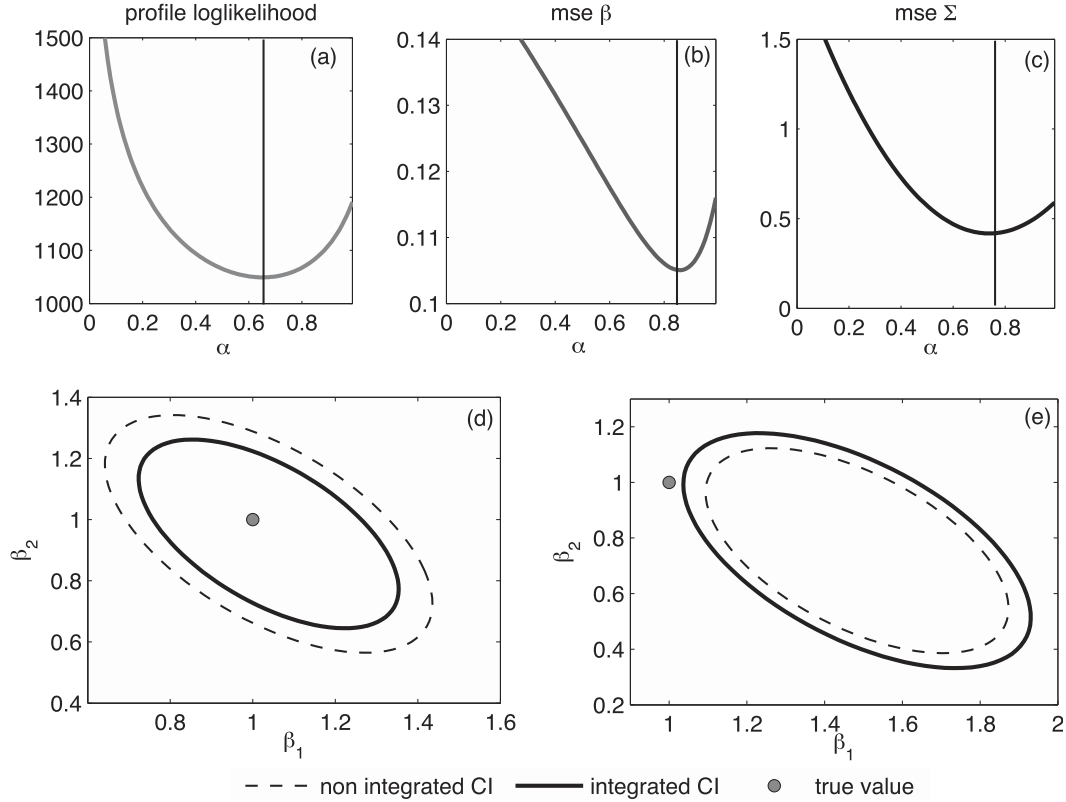 profile loglikelihood
mse β
mse Σ
(a)
1500
1400
1300
1200
1100
1000
0 0.2 0.4 0.6 0.8
α
(b)
0.14
0.13
0.12
0.11
0.1
0 0.2 0.4 0.6 0.8
α
(c)
1.5
1
0.5
0
0 0.2 0.4 0.6 0.8
α
(d)
1.4
1.2
1
0.8
0.6
0.4
β2
0.8 1 1.2 1.4 1.6
β1
(e)
1.2
1
0.8
0.6
0.4
0.2
β2
1 1.2 1.4 1.6 1.8 2
β1
non integrated CI integrated CI true value